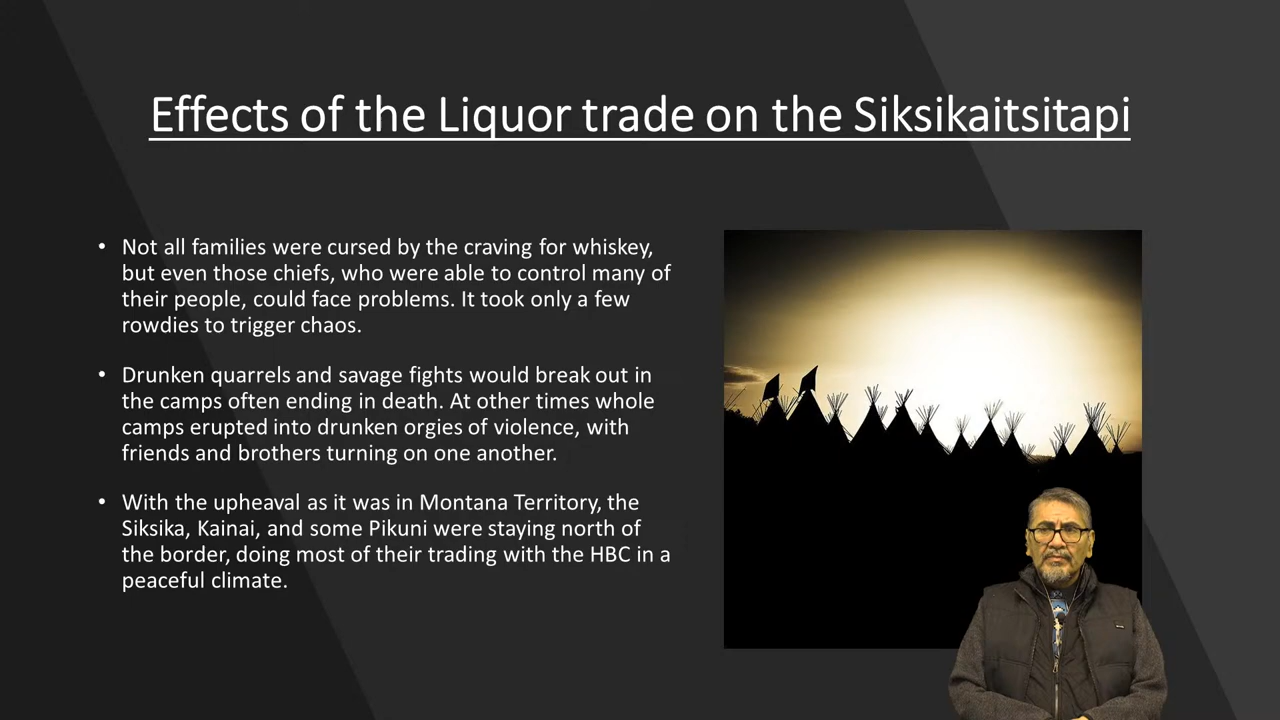 Effects of the Liquor trade on the Siksikaitsitapi
• Not all families were cursed by the craving for whiskey,
but even those chiefs, who were able to control many of
their people, could face problems. It took only a few
rowdies to trigger chaos.
• Drunken quarrels and savage fights would break out in
the camps often ending in death. At other times whole
camps erupted into drunken orgies of violence, with
friends and brothers turning on one another.
• With the upheaval as it was in Montana Territory, the
Siksika, Kainai, and some Pikuni were staying north of
the border, doing most of their trading with the HBC in a
peaceful climate.